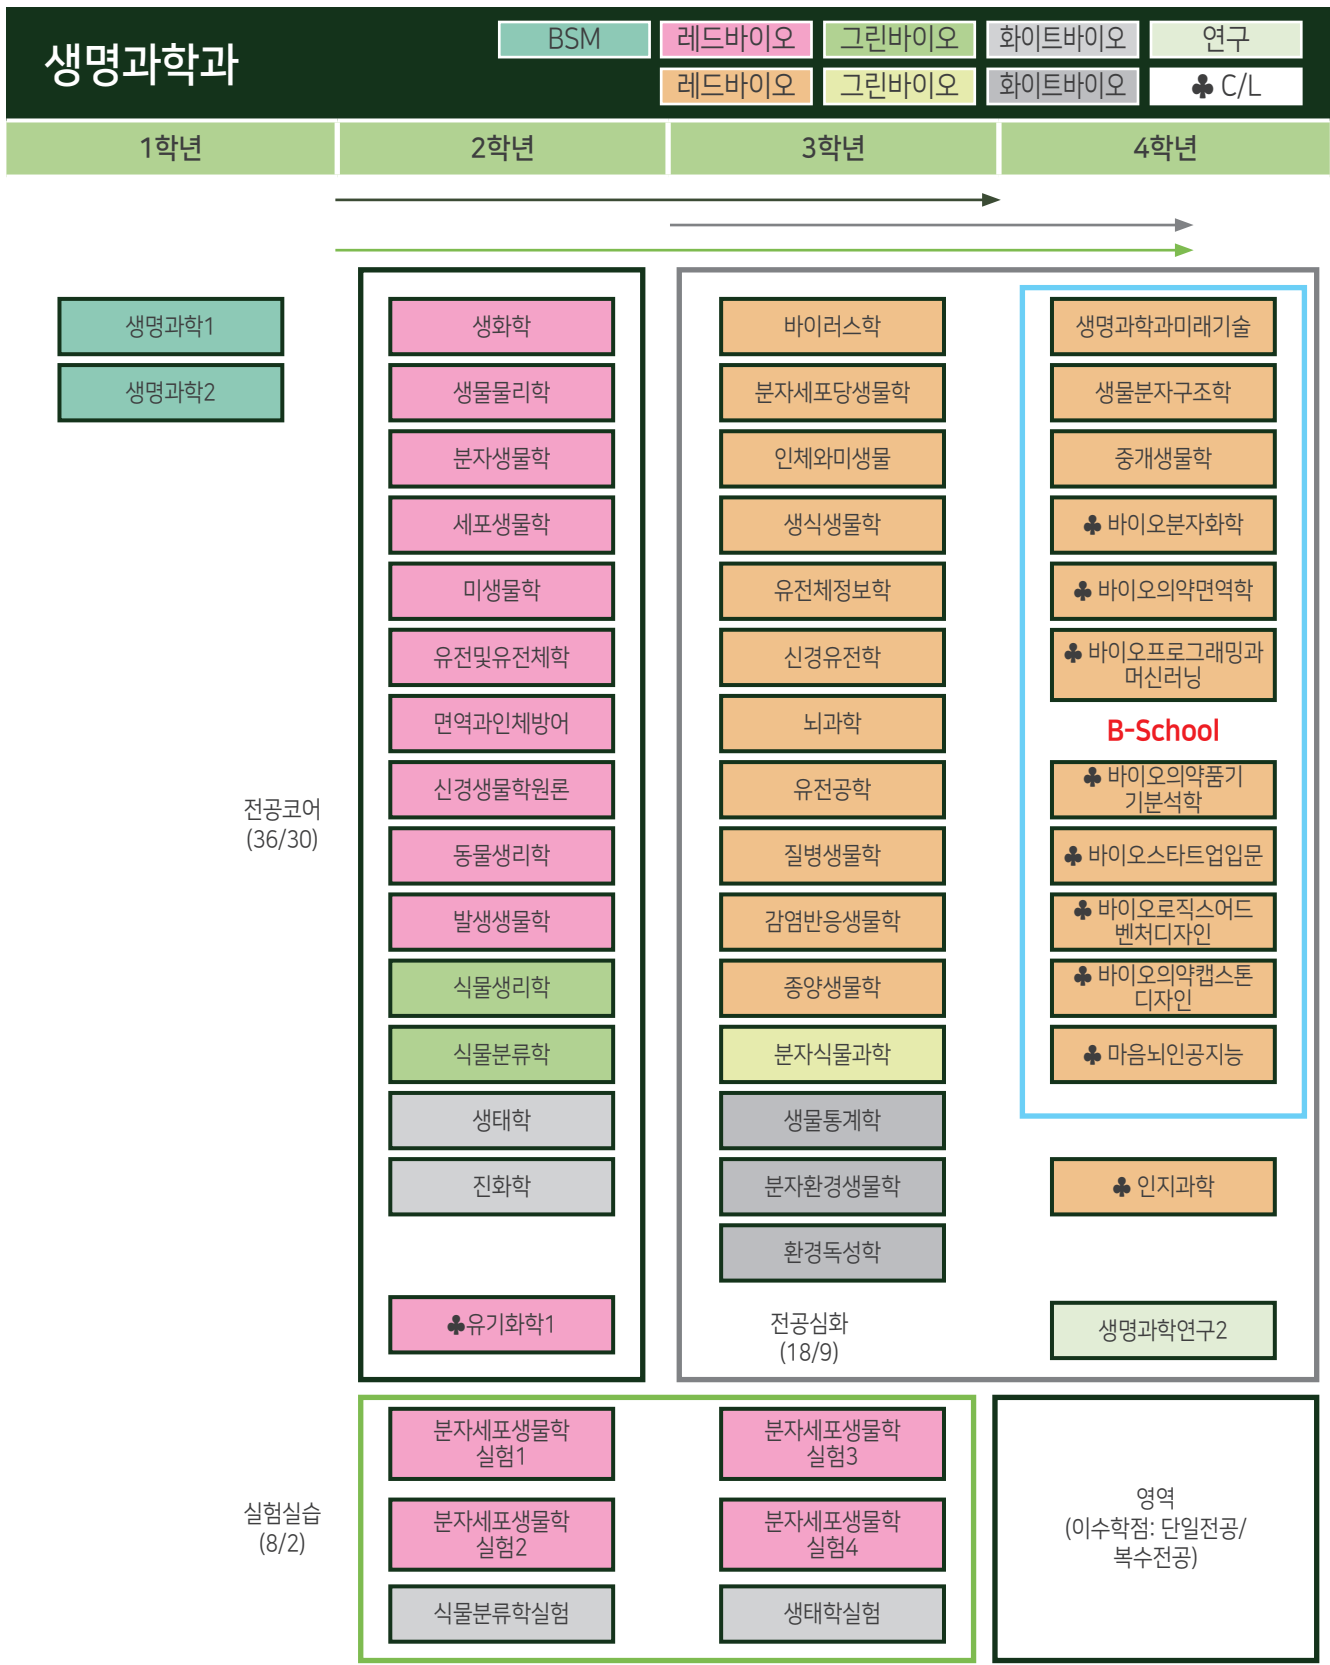 생명과학과
BSM
레드바이오
그린바이오
화이트바이오
연구
레드바이오
그린바이오
화이트바이오
♣ C/L
1학년
2학년
3학년
4학년
생명과학1
생명과학2
전공코어
(36/30)
생화학
생물물리학
분자생물학
세포생물학
미생물학
유전및유전체학
면역과인체방어
신경생물학원론
동물생리학
발생생물학
식물생리학
식물분류학
생태학
진화학
♣유기화학1
바이러스학
분자세포당생물학
인체와미생물
생식생물학
유전체정보학
신경유전학
뇌과학
유전공학
질병생물학
감염반응생물학
종양생물학
분자식물과학
생물통계학
분자환경생물학
환경독성학
전공심화
(18/9)
생명과학과미래기술
생물분자구조학
중개생물학
♣ 바이오분자화학
♣ 바이오의약면역학
♣ 바이오프로그래밍과
머신러닝
B-School
♣ 바이오의약품기
기분석학
♣ 바이오스타트업입문
♣ 바이오로직스어드
벤처디자인
♣ 바이오의약캡스톤
디자인
♣ 마음뇌인공지능
♣ 인지과학
생명과학연구2
실험실습
(8/2)
분자세포생물학
실험1
분자세포생물학
실험2
식물분류학실험
분자세포생물학
실험3
분자세포생물학
실험4
생태학실험
영역
(이수학점: 단일전공/
복수전공)